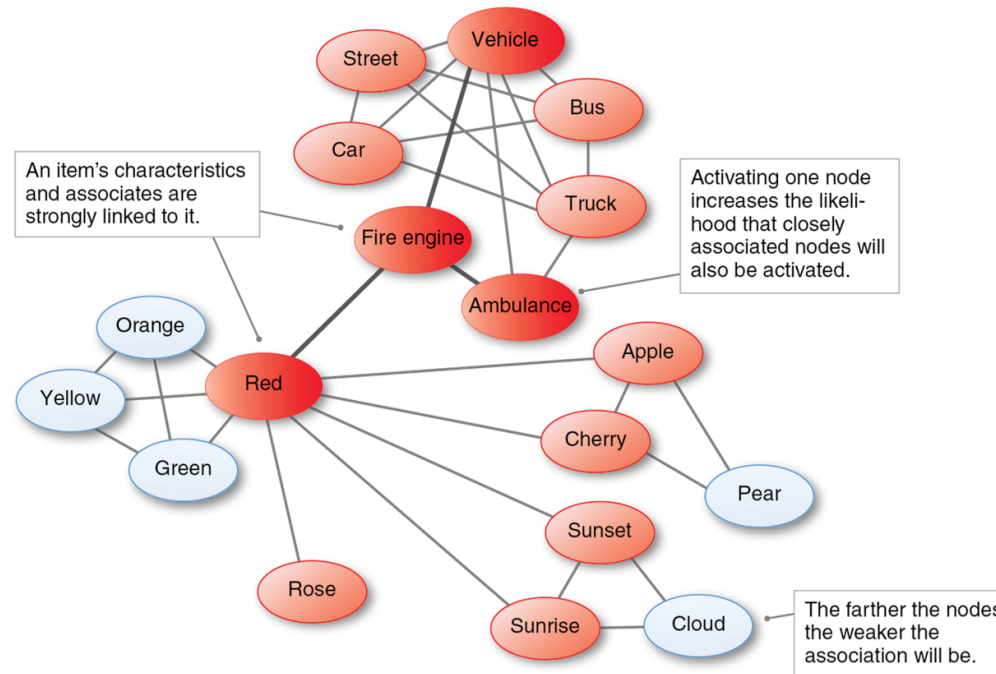 Vehicle
Street
Bus
Car
An item's characteristics
and associates are
strongly linked to it.
Activating one node
increases the likeli-
hood that closely
associated nodes will
also be activated.
Truck
Fire engine
Ambulance
Orange
Apple
Red
Yellow
Cherry
Green
Pear
Sunset
Rose
Sunrise
Cloud
The farther the nodes
the weaker the
association will be.